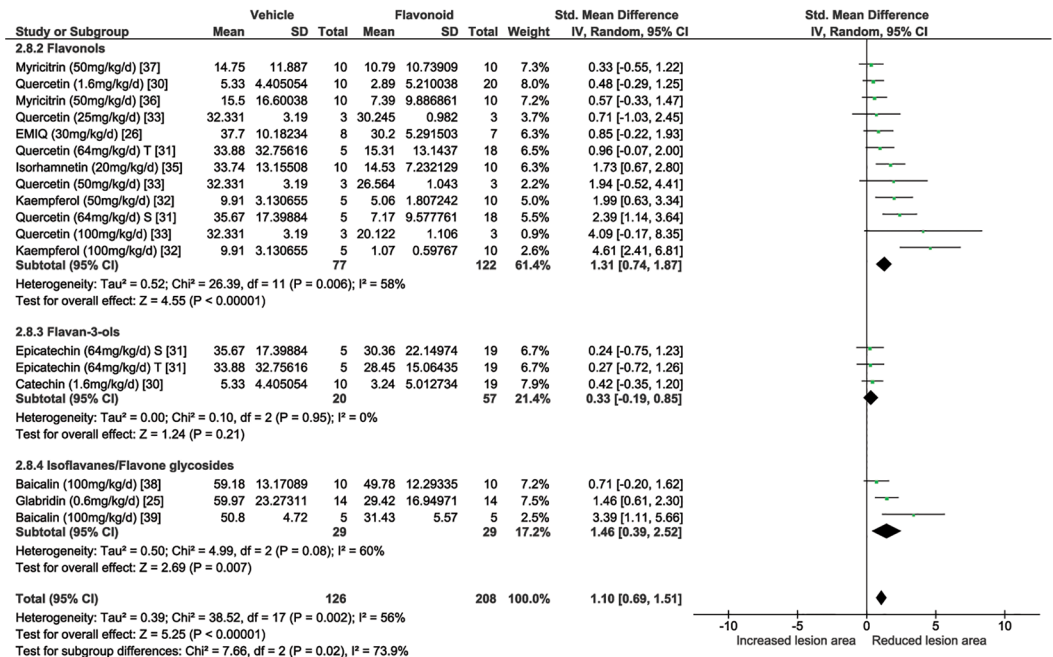 Vehicle Flavonoid Std. Mean Difference Std. Mean Difference
Study or Subgroup Mean SD Total Mean SD Total Weight IV, Random, 95% CI IV, Random, 95% CI
2.8.2 Flavonols
Myricitrin (50mg/kg/d) [37] 14.75 11.887 10 10.79 10.73909 10 7.3% 0.33 [-0.55, 1.22]
Quercetin (1.6mg/kg/d) [30] 5.33 4.405054 10 2.89 5.210038 20 8.0% 0.48 [-0.29, 1.25]
Myricitrin (50mg/kg/d) [36] 15.5 16.60038 10 7.39 9.886861 10 7.2% 0.57 [-0.33, 1.47]
Quercetin (25mg/kg/d) [33] 32.331 3.19 3 30.245 0.982 3 3.7% 0.71 [-1.03, 2.45]
EMIQ (30mg/kg/d) [26] 37.7 10.18234 8 30.2 5.291503 7 6.3% 0.85 [-0.22, 1.93]
Quercetin (64mg/kg/d) T [31] 33.88 32.75616 5 15.31 13.1437 18 6.5% 0.96 [-0.07, 2.00]
Isorhamnetin (20mg/kg/d) [35] 33.74 13.15508 10 14.53 7.232129 10 6.3% 1.73 [0.67, 2.80]
Quercetin (50mg/kg/d) [33] 32.331 3.19 3 26.564 1.043 3 2.2% 1.94 [-0.52, 4.41]
Kaempferol (50mg/kg/d) [32] 9.91 3.130655 5 5.06 1.807242 10 5.0% 1.99 [0.63, 3.34]
Quercetin (64mg/kg/d) S [31] 35.67 17.39884 5 7.17 9.577761 18 5.5% 2.39 [1.14, 3.64]
Quercetin (100mg/kg/d) [33] 32.331 3.19 3 20.122 1.106 3 0.9% 4.09 [-0.17, 8.35]
Kaempferol (100mg/kg/d) [32] 9.91 3.130655 5 1.07 0.59767 10 2.6% 4.61 [2.41, 6.81]
Subtotal (95% CI) 77 122 61.4% 1.31 [0.74, 1.87]
Heterogeneity: Tau² = 0.52; Chi² = 26.39, df = 11 (P = 0.006); I² = 58%
Test for overall effect: Z = 4.55 (P < 0.00001)
2.8.3 Flavan-3-ols
Epicatechin (64mg/kg/d) S [31] 35.67 17.39884 5 30.36 22.14974 19 6.7% 0.24 [-0.75, 1.23]
Epicatechin (64mg/kg/d) T [31] 33.88 32.75616 5 28.45 15.06435 19 6.7% 0.27 [-0.72, 1.26]
Catechin (1.6mg/kg/d) [30] 5.33 4.405054 10 3.24 5.012734 19 7.9% 0.42 [-0.35, 1.20]
Subtotal (95% CI) 20 57 21.4% 0.33 [-0.19, 0.85]
Heterogeneity: Tau² = 0.00; Chi² = 0.10, df = 2 (P = 0.95); I² = 0%
Test for overall effect: Z = 1.24 (P = 0.21)
2.8.4 Isoflavanes/Flavone glycosides
Baicalin (100mg/kg/d) [38] 59.18 13.17089 10 49.78 12.29335 10 7.2% 0.71 [-0.20, 1.62]
Glabridin (0.6mg/kg/d) [25] 59.97 23.27311 14 29.42 16.94971 14 7.5% 1.46 [0.61, 2.30]
Baicalin (100mg/kg/d) [39] 50.8 4.72 5 31.43 5.57 5 2.5% 3.39 [1.11, 5.66]
Subtotal (95% CI) 29 29 17.2% 1.46 [0.39, 2.52]
Heterogeneity: Tau² = 0.50; Chi² = 4.99, df = 2 (P = 0.08); I² = 60%
Test for overall effect: Z = 2.69 (P = 0.007)
Total (95% CI) 126 208 100.0% 1.10 [0.69, 1.51]
Heterogeneity: Tau² = 0.39; Chi² = 38.52, df = 17 (P = 0.002); I² = 56%
Test for overall effect: Z = 5.25 (P < 0.00001)
Test for subgroup differences: Chi² = 7.66, df = 2 (P = 0.02), I² = 73.9%
-10 -5 0 5 10
Increased lesion area Reduced lesion area